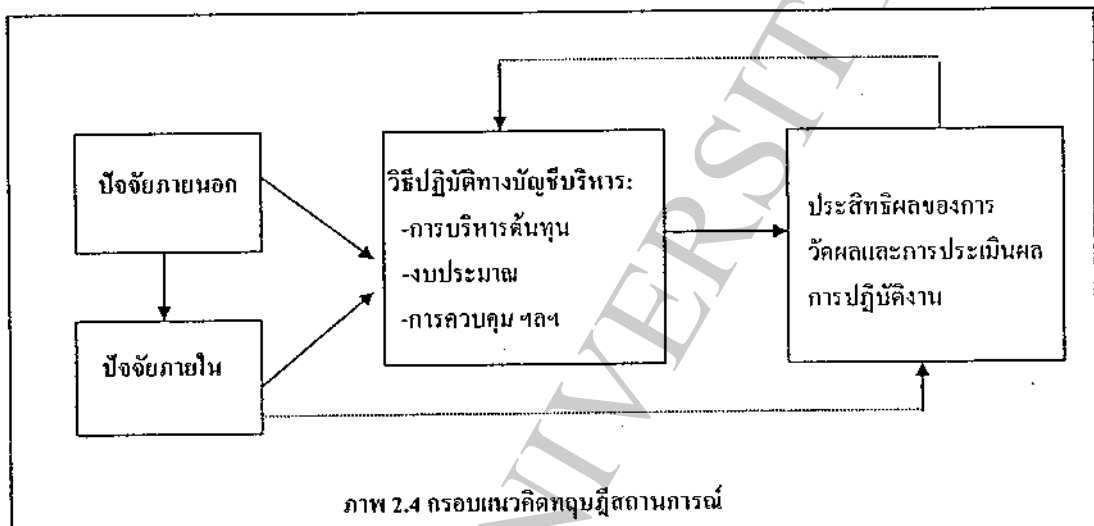 ปัจจัยภายนอก
ปัจจัยภายใน
วิธีปฏิบัติทางบัญชีบริหาร:
-การบริหารต้นทุน
-งบประมาณ
-การควบคุม ฯลฯ
ประสิทธิผลของการ
วัดผลและการประเมินผล
การปฏิบัติงาน
ภาพ 2.4 กรอบแนวคิดทฤษฎีสถานการณ์
UNIVERSIT